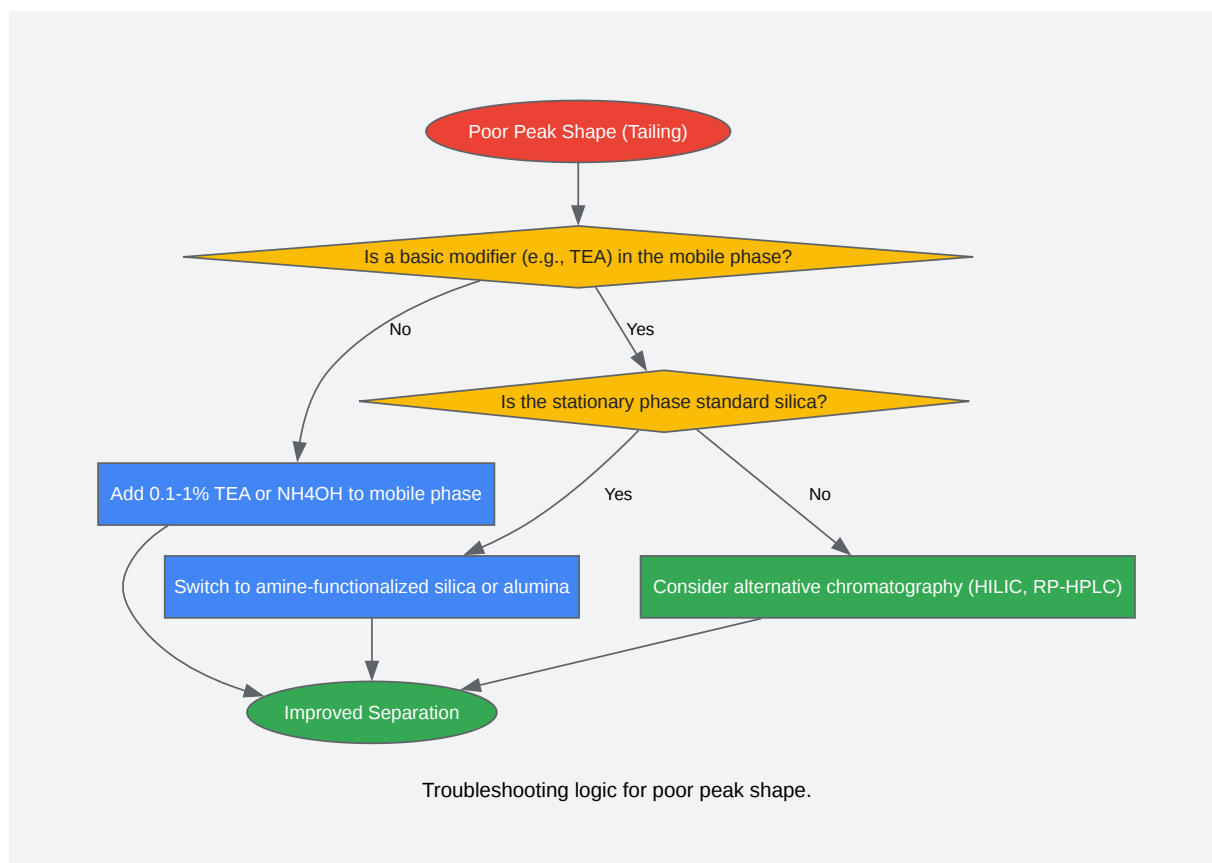 Poor Peak Shape (Tailing)
Is a basic modifier (e.g., TEA) in the mobile phase?
No
Yes
Is the stationary phase standard silica?
Add 0.1-1% TEA or NH4OH to mobile phase
Yes
No
Switch to amine-functionalized silica or alumina
Consider alternative chromatography (HILIC, RP-HPLC)
Improved Separation
Troubleshooting logic for poor peak shape.